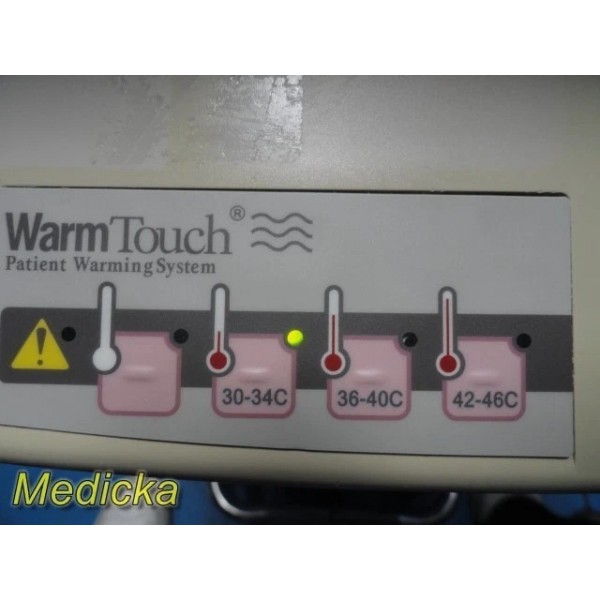 WarmTouch®
Patient Warming System
30-34C
36-40C
42-46C
Medicka